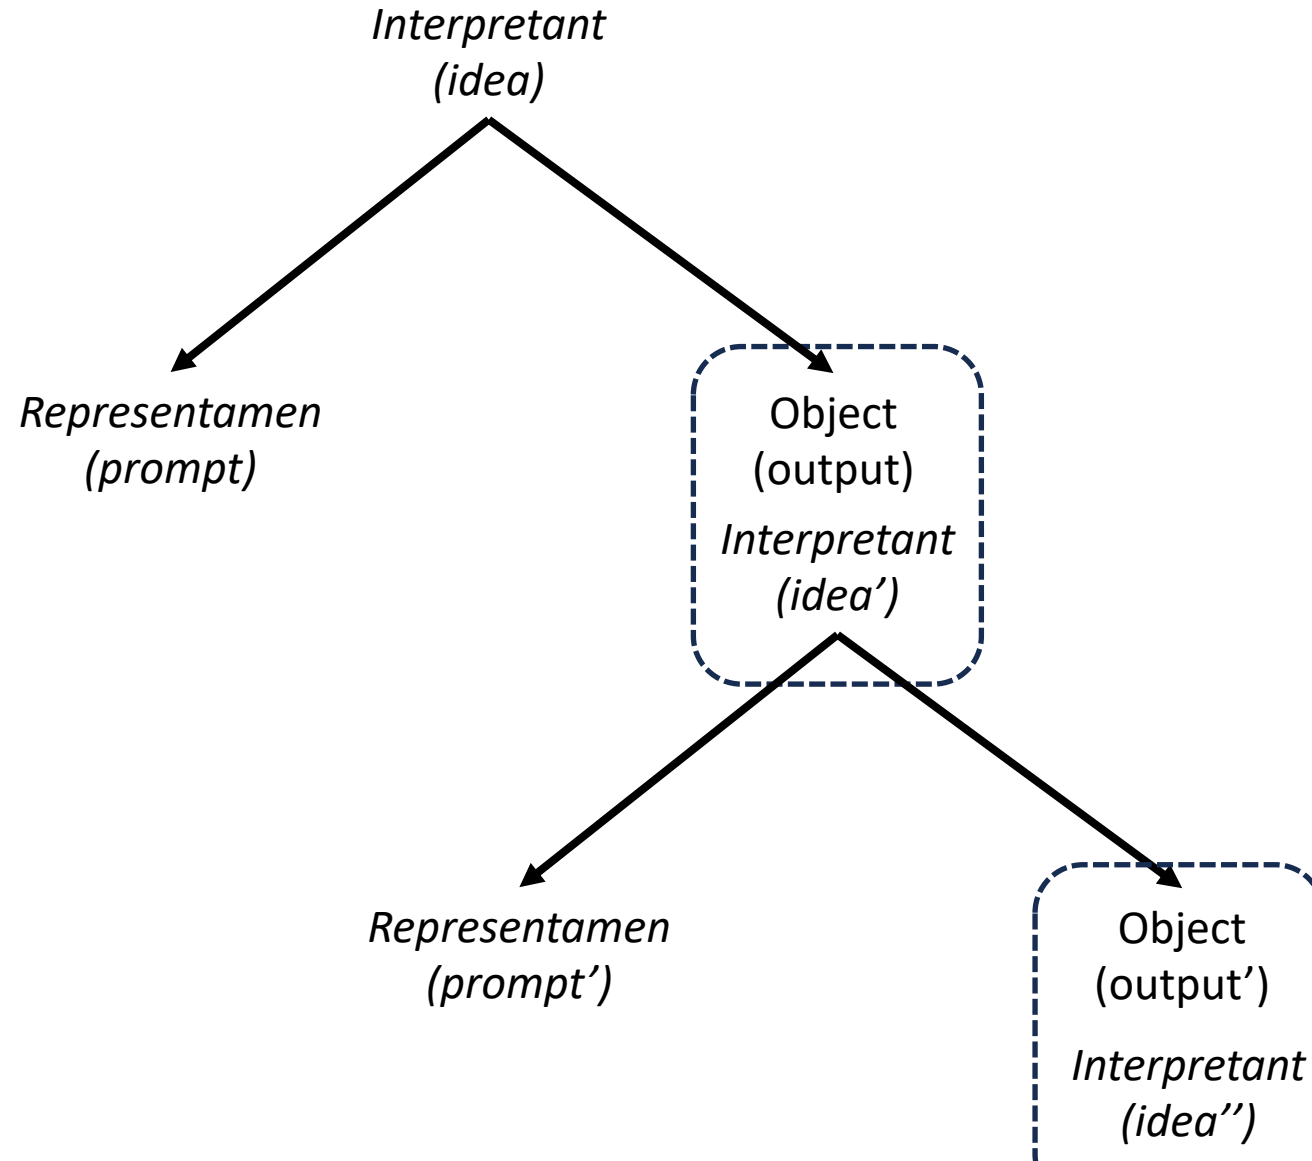 Interpretant
(idea)
Representamen
(prompt)
Object
(output)
Interpretant
(idea’)
Representamen
(prompt’)
Object
(output’)
Interpretant
(idea’’)